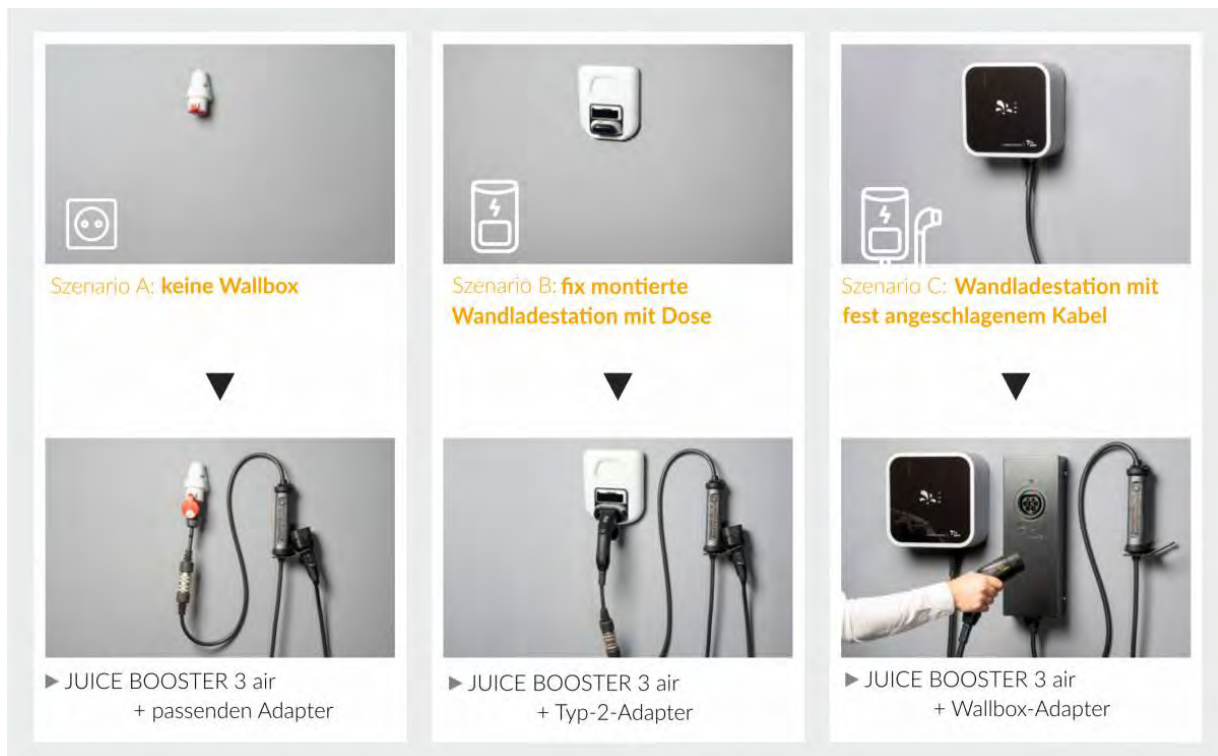 Szenario A: keine Wallbox
▶ JUICE BOOSTER 3 air
+ passenden Adapter
Szenario B: fix montierte
Wandladestation mit Dose
▶ JUICE BOOSTER 3 air
+ Typ-2-Adapter
Szenario C: Wandladestation mit
fest angeschlagenem Kabel
▶ JUICE BOOSTER 3 air
+ Wallbox-Adapter